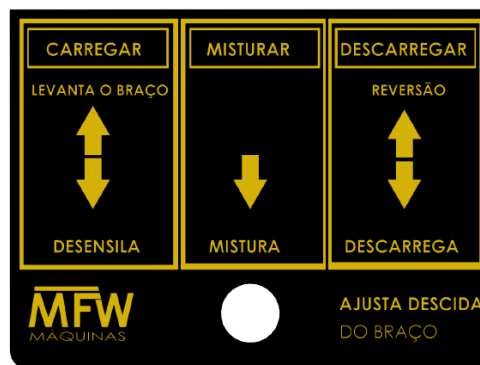 CARREGAR
LEVANTA O BRAÇO
DESENSILA
MISTURAR
MISTURA
DESCARREGAR
REVERSÃO
DESCARREGA
MFW
MÁQUINAS
AJUSTA DESCIDA
DO BRAÇO